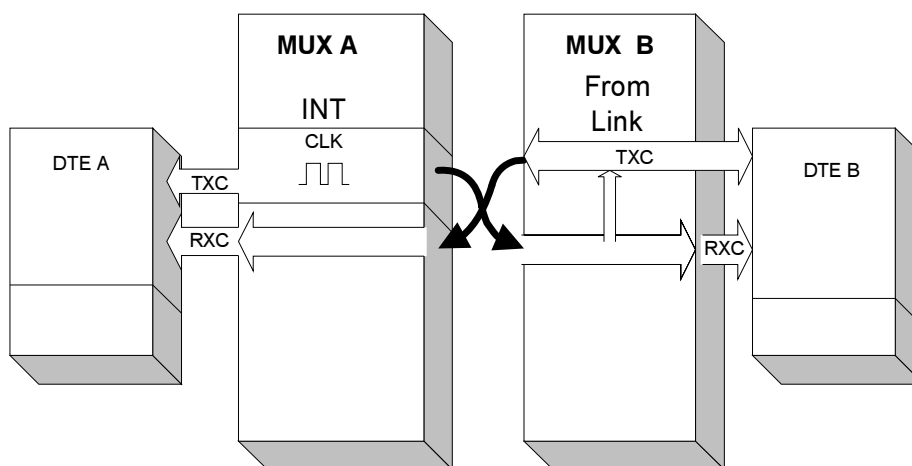 MUX A
MUX B
INT
From
Link
CLK
DTE A
TXC
TXC
DTE B
RXC
RXC